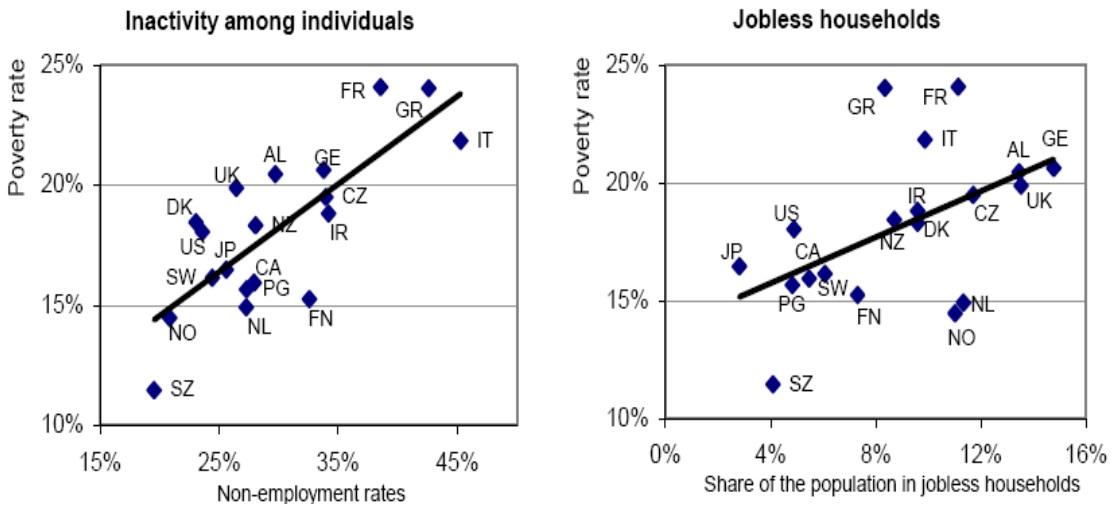 Inactivity among individuals
Poverty rate
25%
20%
15%
10%
FR
GR
IT
AL
GE
UK
CZ
DK
IR
US
NZ
JP
SW
CA
PG
NL
FN
NO
SZ
15%
25%
35%
45%
Non-employment rates
Jobless households
Poverty rate
25%
20%
15%
10%
GR
FR
IT
GE
AL
UK
IR
CZ
US
DK
NZ
CA
JP
SW
PG
FN
NL
NO
SZ
0%
4%
8%
12%
16%
Share of the population in jobless households